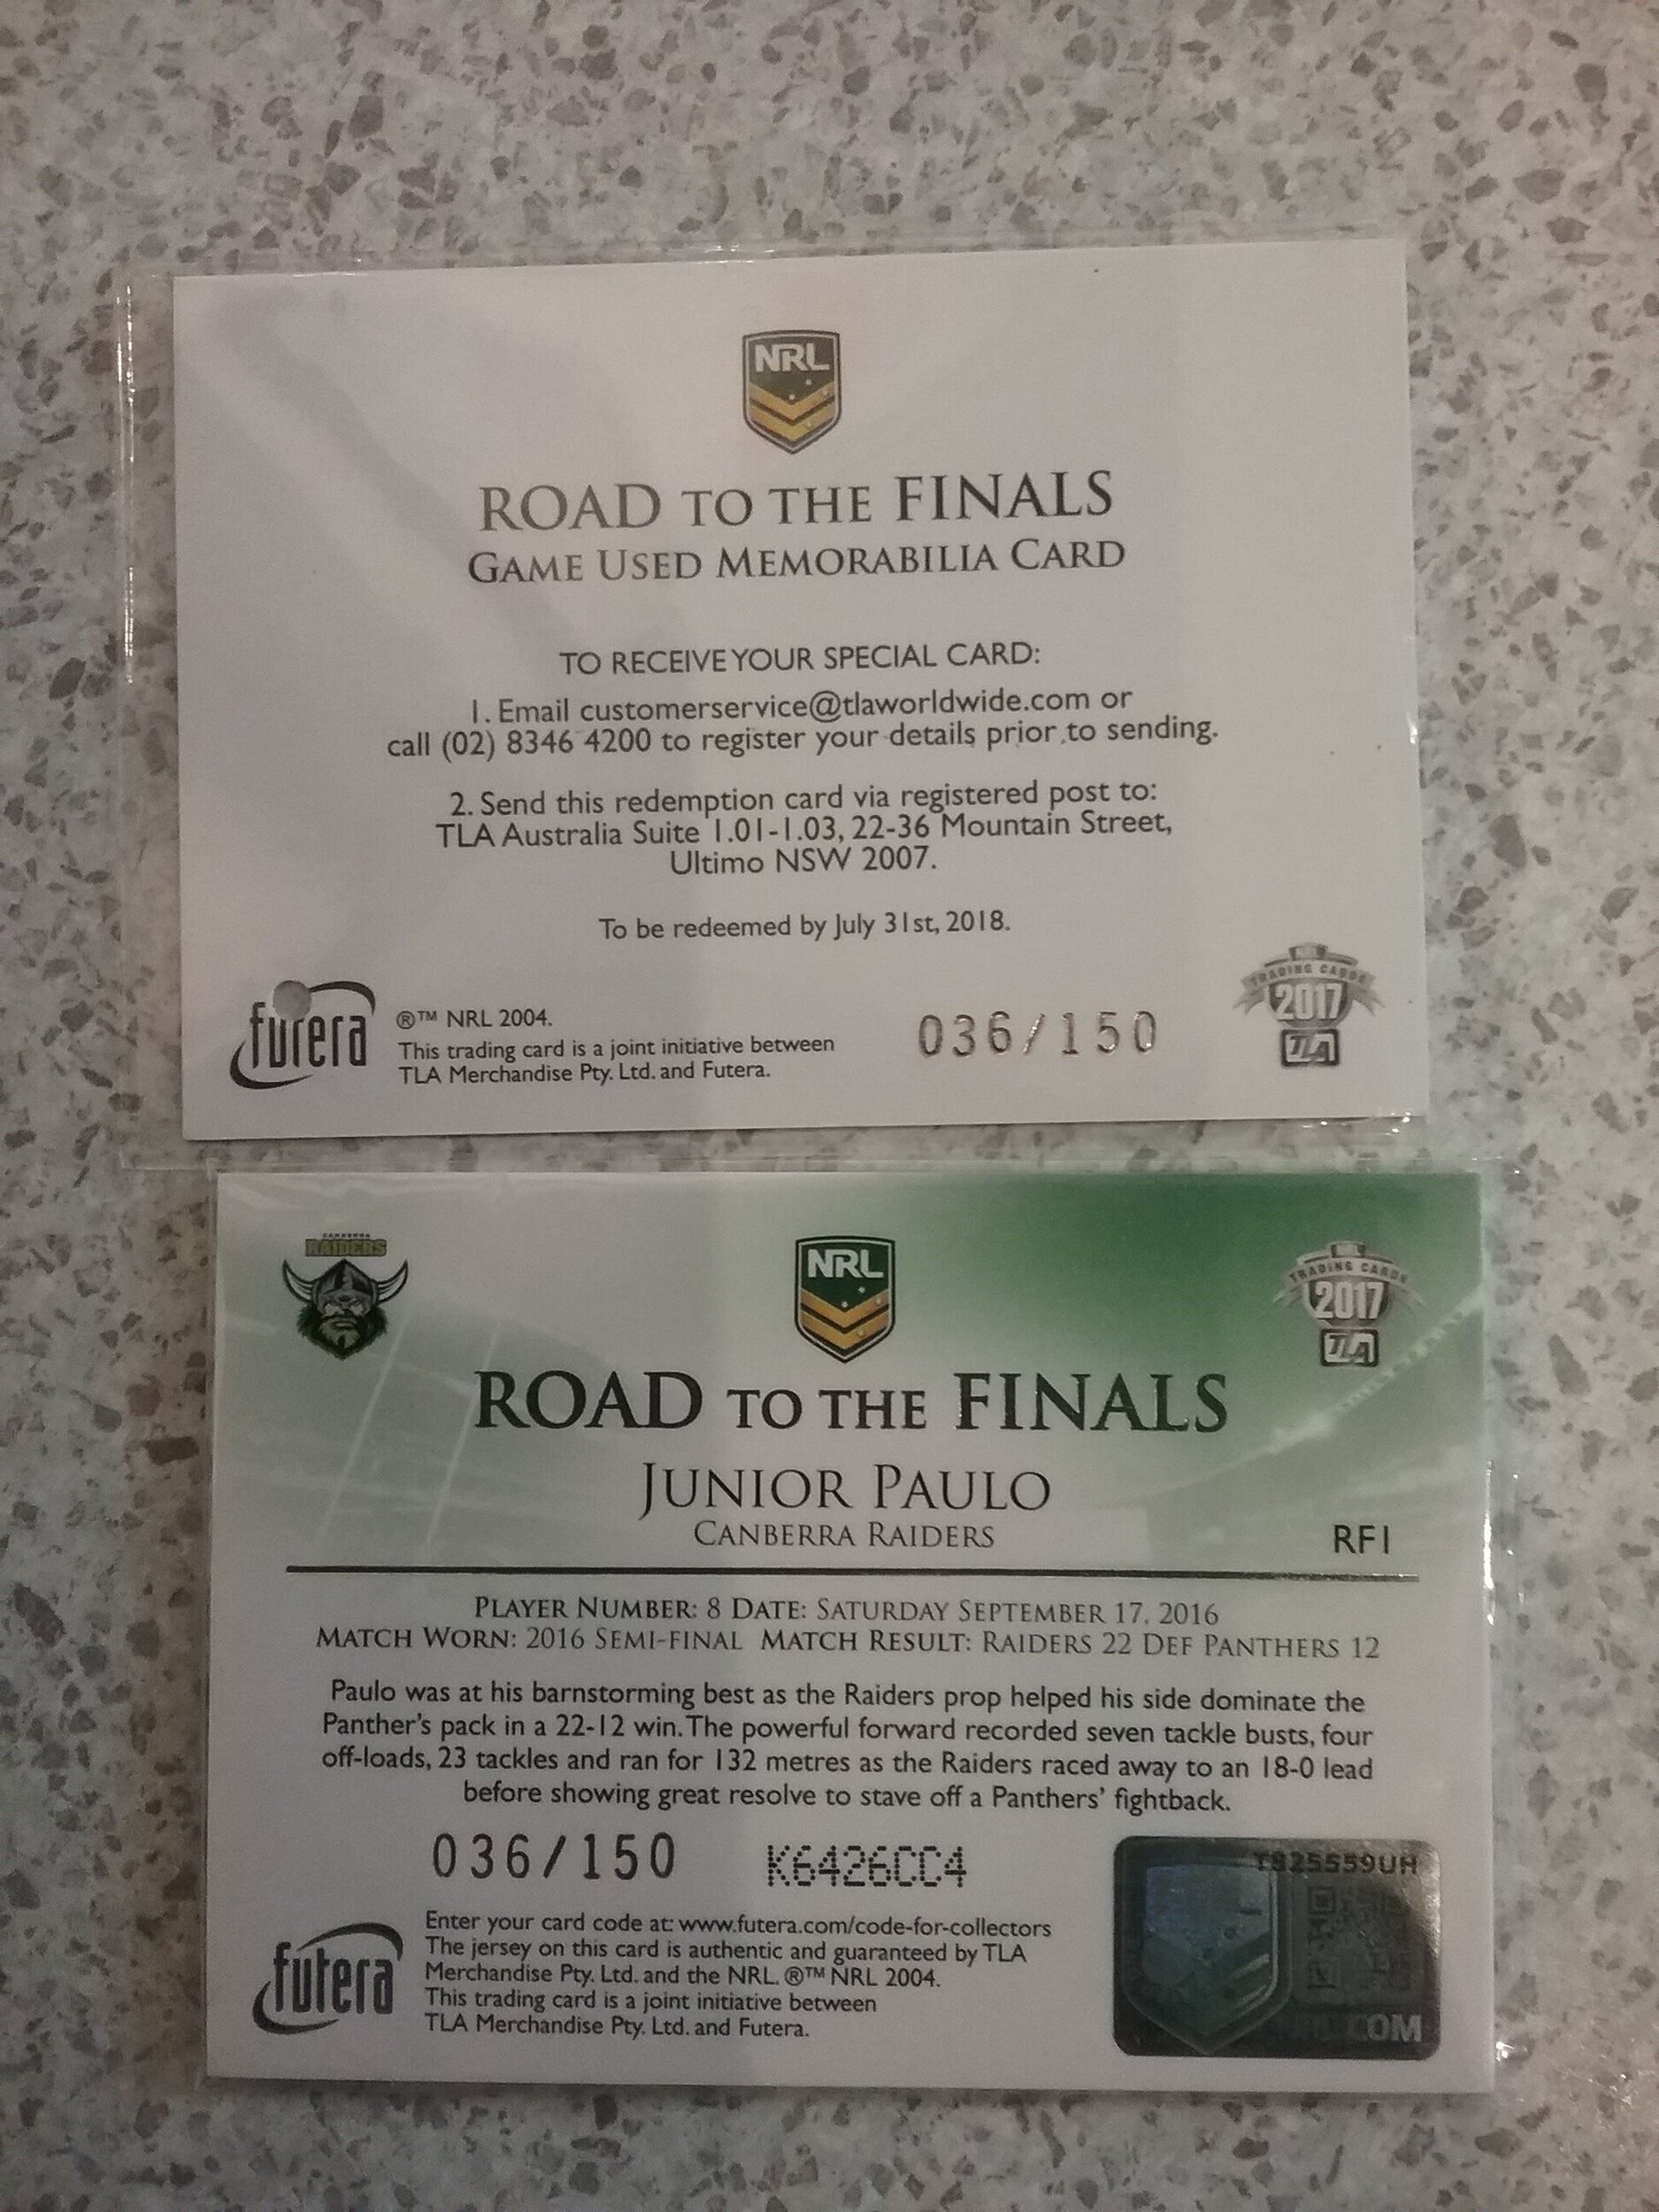 NRL
ROAD TO THE FINALS
GAME USED MEMORABILIA CARD
TO RECEIVE YOUR SPECIAL CARD:
1. Email customerservice@tlaworldwide.com or
call (02) 8346 4200 to register your details prior to sending.
2. Send this redemption card via registered post to:
TLA Australia Suite 1.01-1.03, 22-36 Mountain Street,
Ultimo NSW 2007.
To be redeemed by July 31st, 2018.
futera
®™ NRL 2004.
This trading card is a joint initiative between
TLA Merchandise Pty. Ltd. and Futera.
036/150
NRL
TRADING CARDS
2017
TLA
CANBERRA
RAIDERS
NRL
NRL
TRADING CARDS
2017
TLA
ROAD TO THE FINALS
JUNIOR PAULO
CANBERRA RAIDERS
RF1
PLAYER NUMBER: 8 DATE: SATURDAY SEPTEMBER 17, 2016
MATCH WORN: 2016 SEMI-FINAL MATCH RESULT: RAIDERS 22 DEF PANTHERS 12
Paulo was at his barnstorming best as the Raiders prop helped his side dominate the
Panther's pack in a 22-12 win. The powerful forward recorded seven tackle busts, four
off-loads, 23 tackles and ran for 132 metres as the Raiders raced away to an 18-0 lead
before showing great resolve to stave off a Panthers' fightback.
036/150 K6426CC4
T825559UH
.COM
futera
Enter your card code at: www.futera.com/code-for-collectors
The jersey on this card is authentic and guaranteed by TLA
Merchandise Pty. Ltd. and the NRL. ®™ NRL 2004.
This trading card is a joint initiative between
TLA Merchandise Pty. Ltd. and Futera.